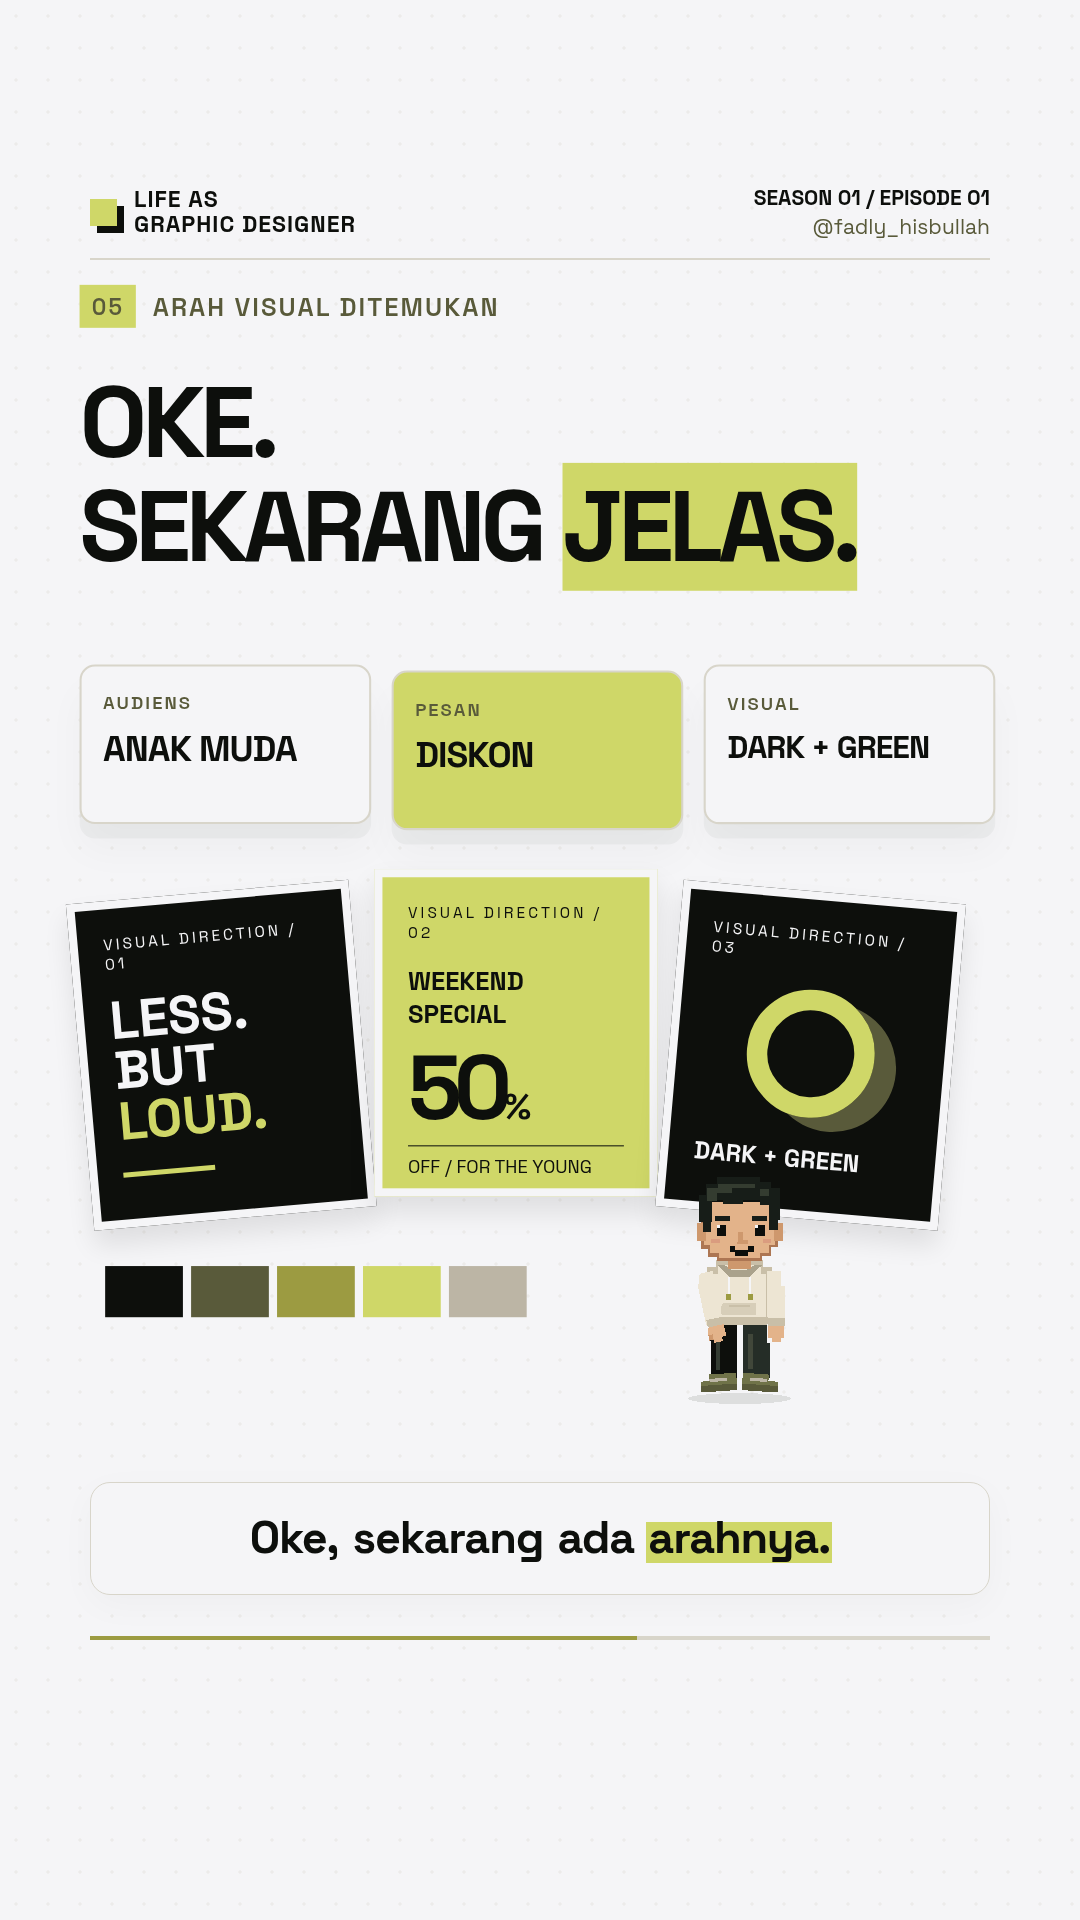 LIFE AS
GRAPHIC DESIGNER
SEASON 01 / EPISODE 01
@fadly_hisbullah
05 ARAH VISUAL DITEMUKAN
OKE.
SEKARANG JELAS.
AUDIENS
ANAK MUDA
PESAN
DISKON
VISUAL
DARK + GREEN
VISUAL DIRECTION /
01
LESS.
BUT
LOUD.
VISUAL DIRECTION /
02
WEEKEND
SPECIAL
50%
OFF / FOR THE YOUNG
VISUAL DIRECTION /
03
DARK + GREEN
Oke, sekarang ada arahnya.